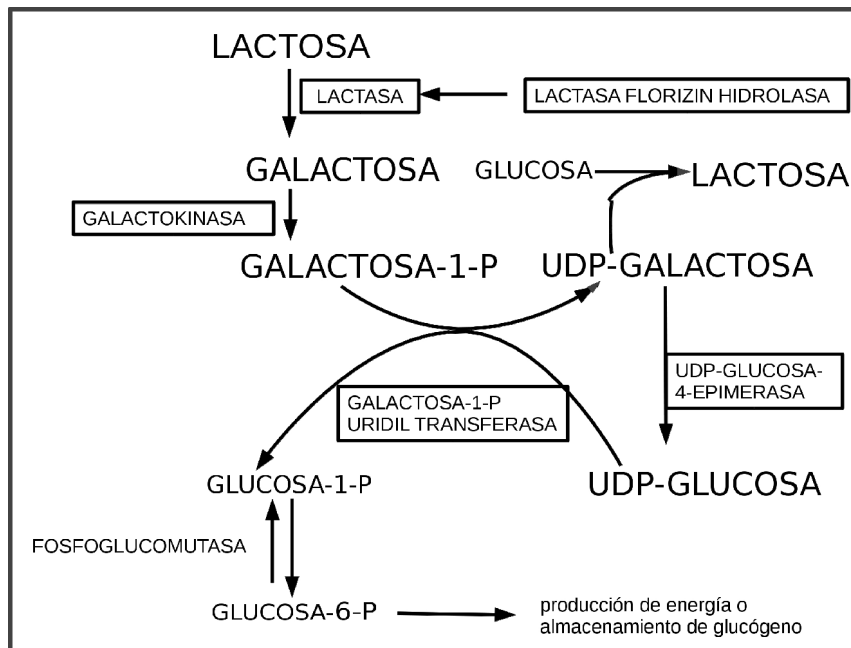 LACTOSA
LACTASA
LACTASA FLORIZIN HIDROLASA
GALACTOSA
GLUCOSA
LACTOSA
GALACTOKINASA
GALACTOSA-1-P
UDP-GALACTOSA
UDP-GLUCOSA-
4-EPIMERASA
GALACTOSA-1-P
URIDIL TRANSFERASA
GLUCOSA-1-P
UDP-GLUCOSA
FOSFOGLUCOMUTASA
GLUCOSA-6-P
producción de energía o
almacenamiento de glucógeno